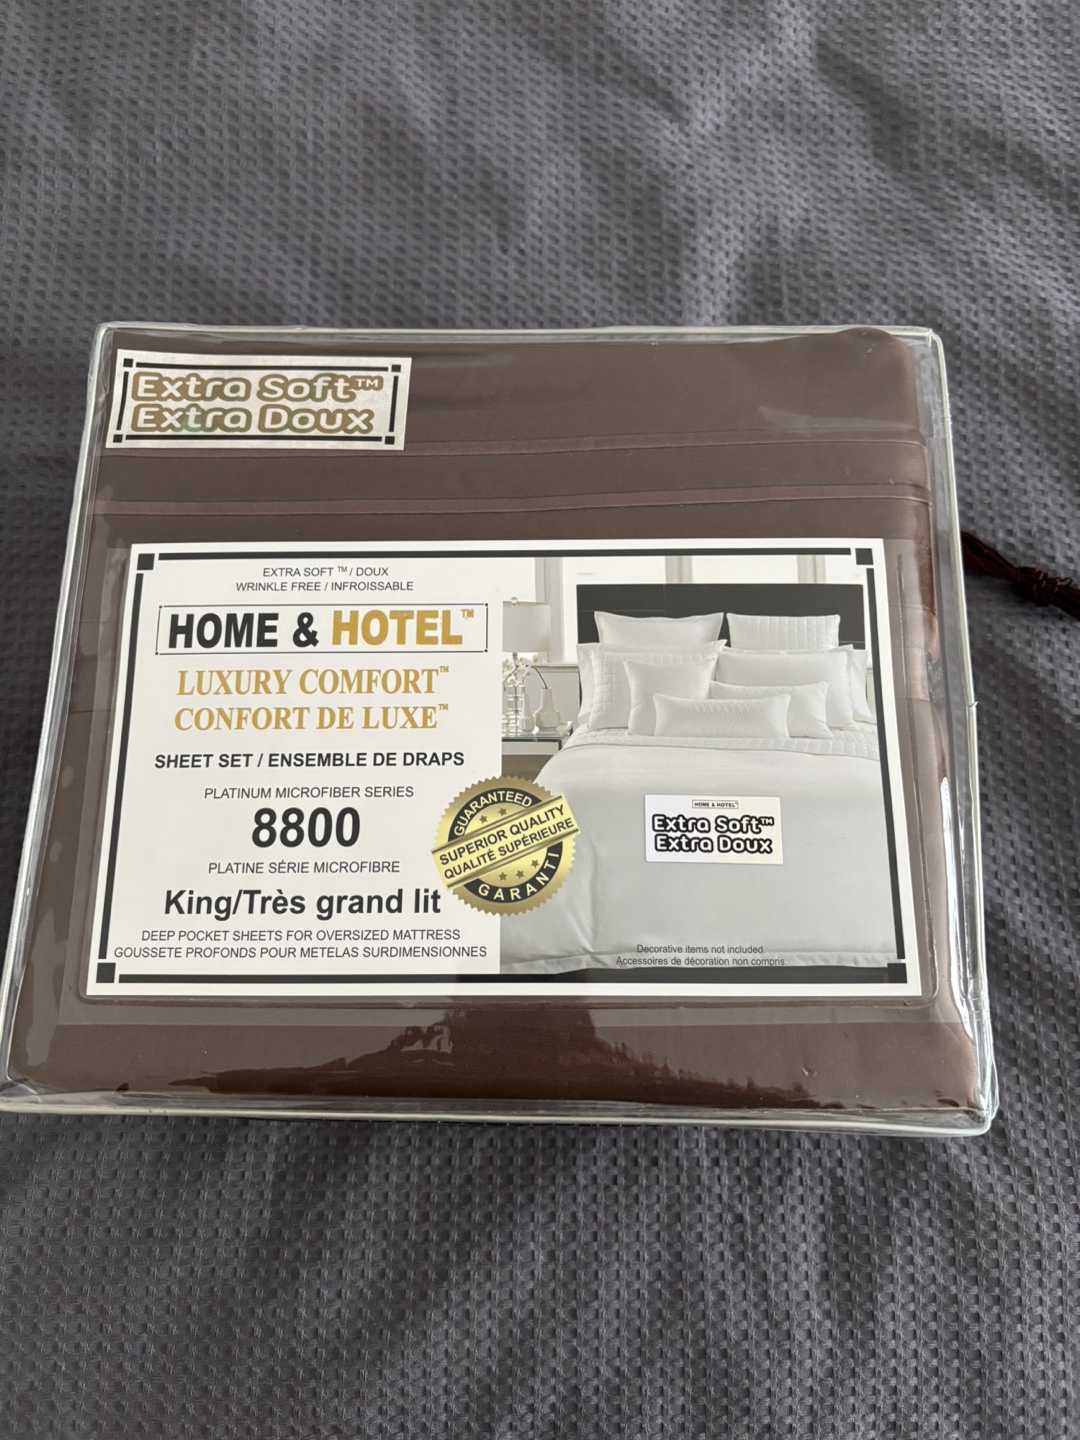 Extra Soft™
Extra Doux
EXTRA SOFT ™ / DOUX
WRINKLE FREE / INFROISSABLE
HOME & HOTEL™
LUXURY COMFORT™
CONFORT DE LUXE™
SHEET SET / ENSEMBLE DE DRAPS
PLATINUM MICROFIBER SERIES
8800
PLATINE SÉRIE MICROFIBRE
King/Très grand lit
DEEP POCKET SHEETS FOR OVERSIZED MATTRESS
GOUSSETE PROFONDS POUR METELAS SURDIMENSIONNES
GUARANTEED
SUPERIOR QUALITY
QUALITÉ SUPÉRIEURE
GARANTI
HOME & HOTEL™
Extra Soft™
Extra Doux
Decorative items not included.
Accessoires de décoration non compris.